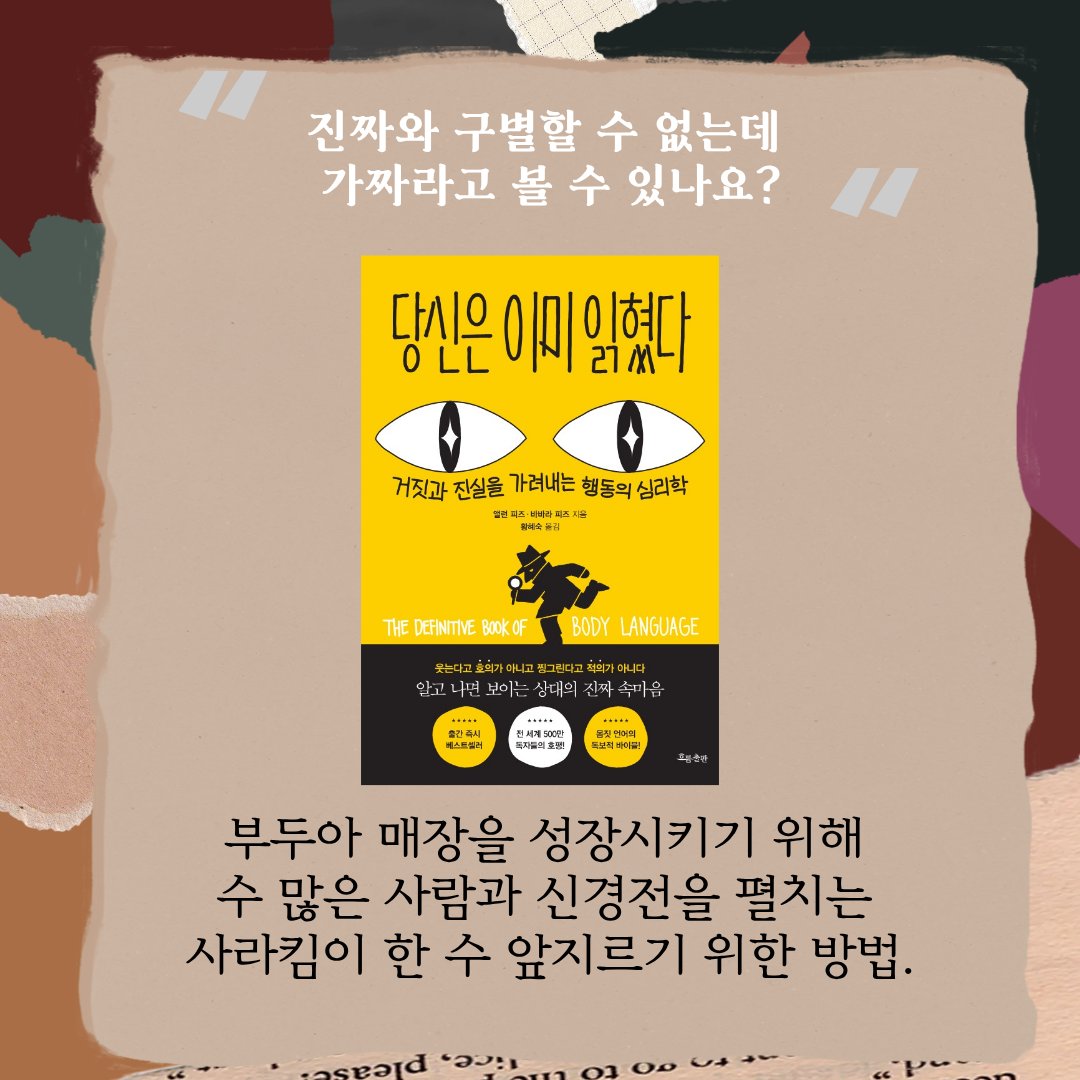 진짜와 구별할 수 없는데
가짜라고 볼 수 있나요?
당신은 이미 읽혔다
거짓과 진실을 가려내는 행동의 심리학
앨런 피즈·바바라 피즈 지음
황혜숙 옮김
THE DEFINITIVE BOOK OF BODY LANGUAGE
웃는다고 호의가 아니고 찡그린다고 적의가 아니다
알고 나면 보이는 상대의 진짜 속마음
출간 즉시
베스트셀러
전 세계 500만
독자들의 호평!
몸짓 언어의
독보적 바이블!
흐름출판
부두아 매장을 성장시키기 위해
수 많은 사람과 신경전을 펼치는
사라킴이 한 수 앞지르기 위한 방법.